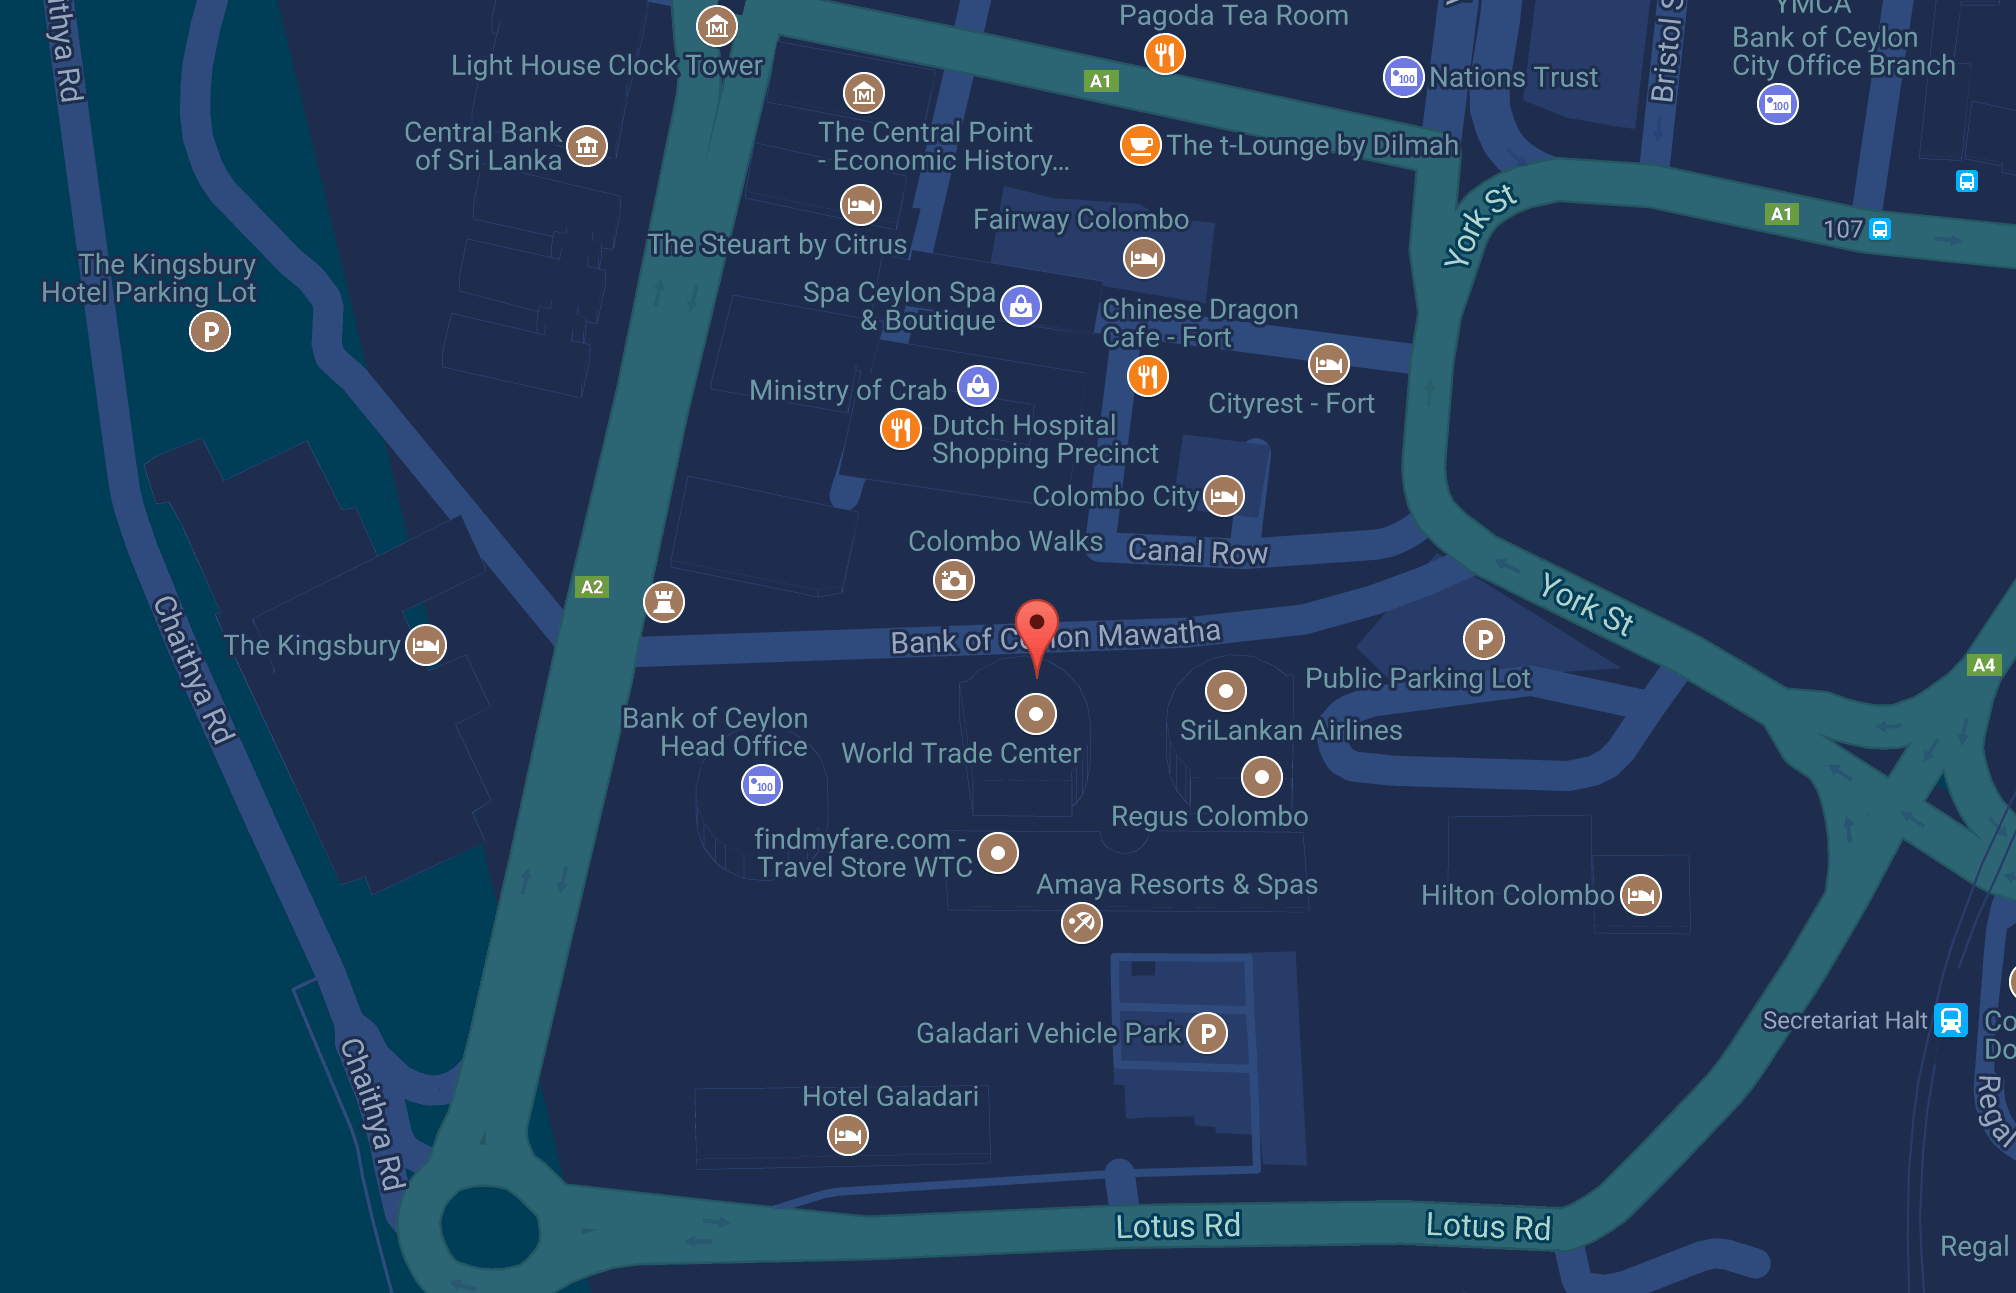 Pagoda Tea Room
YMCA
Bank of Ceylon
City Office Branch
Light House Clock Tower
A1
Nations Trust
Bristol S
Chaithya Rd
Central Bank
of Sri Lanka
The Central Point
- Economic History...
The t-Lounge by Dilmah
York St
A1
107
The Steuart by Citrus
Fairway Colombo
The Kingsbury
Hotel Parking Lot
P
Spa Ceylon Spa
& Boutique
Chinese Dragon
Cafe - Fort
Ministry of Crab
Cityrest - Fort
Dutch Hospital
Shopping Precinct
Colombo City
Colombo Walks
Canal Row
A2
York St
Chaithya Rd
The Kingsbury
Bank of Ceylon Mawatha
P
Public Parking Lot
A4
Bank of Ceylon
Head Office
100
World Trade Center
SriLankan Airlines
Regus Colombo
findmyfare.com -
Travel Store WTC
Amaya Resorts & Spas
Hilton Colombo
Galadari Vehicle Park
P
Secretariat Halt
Co
Do
Chaithya Rd
Hotel Galadari
Regal
Lotus Rd
Lotus Rd
Regal